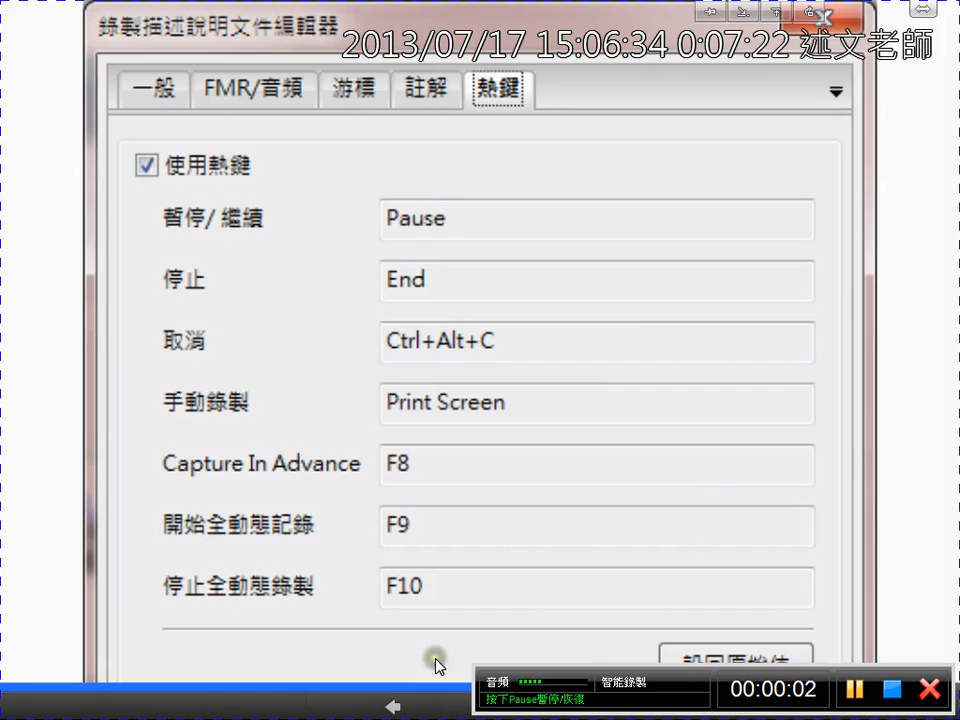 錄製描述說明文件編輯器
2013/07/17 15:06:34 0:07:22 述文老師
一般 FMR/音頻 游標 註解 熱鍵
使用熱鍵
暫停/ 繼續 Pause
停止 End
取消 Ctrl+Alt+C
手動錄製 Print Screen
Capture In Advance F8
開始全動態記錄 F9
停止全動態錄製 F10
音頻 智能錄製
按下Pause暫停/恢復
00:00:02